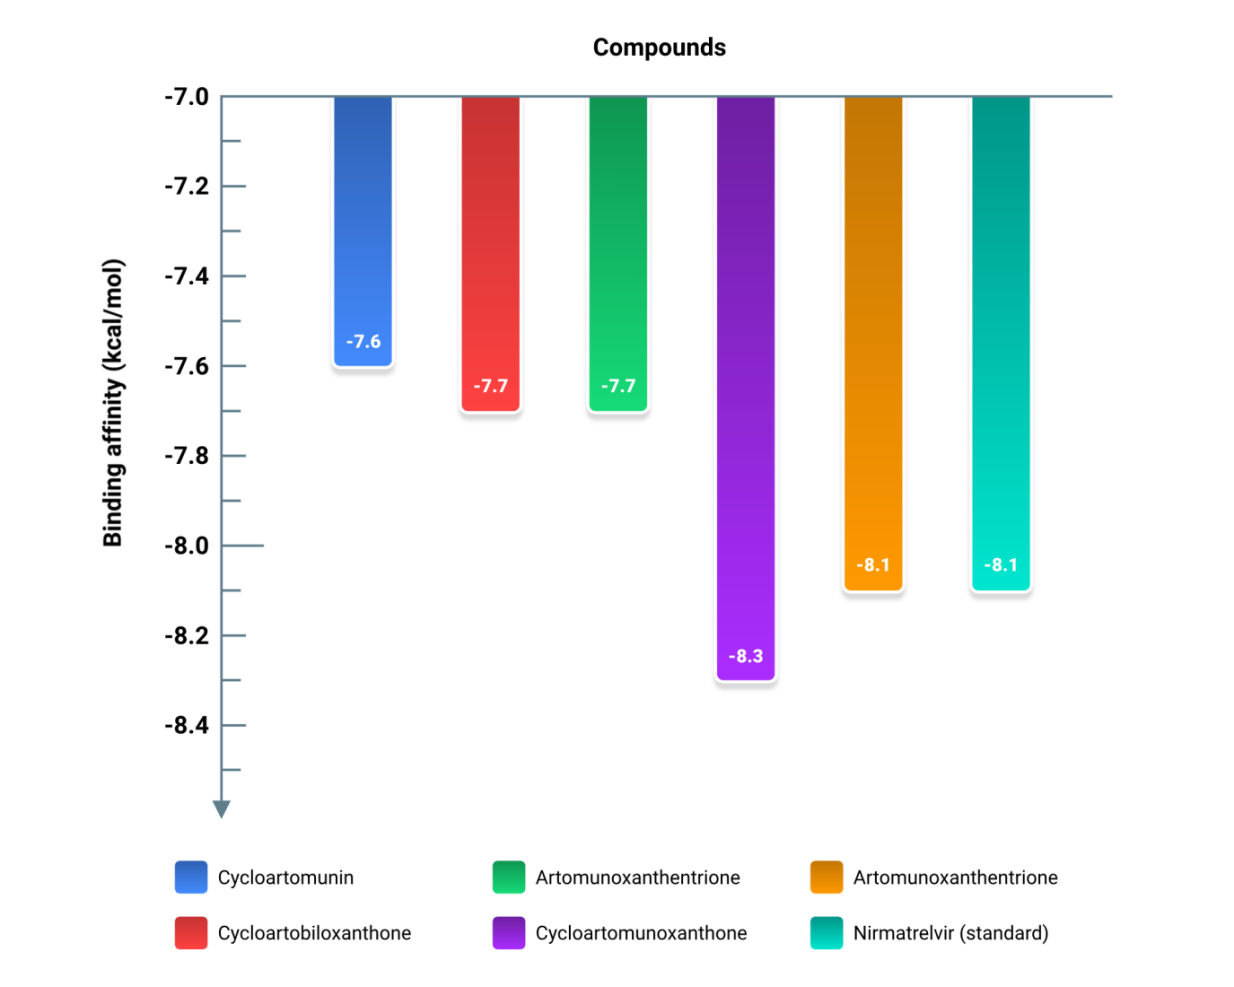 Compounds
-7.0
-7.2
-7.4
-7.6
-7.8
-8.0
-8.2
-8.4
Binding affinity (kcal/mol)
-7.6
-7.7
-7.7
-8.3
-8.1
-8.1
Cycloartomunin
Artomunoxanthentrione
Artomunoxanthentrione
Cycloartobiloxanthone
Cycloartomunoxanthone
Nirmatrelvir (standard)